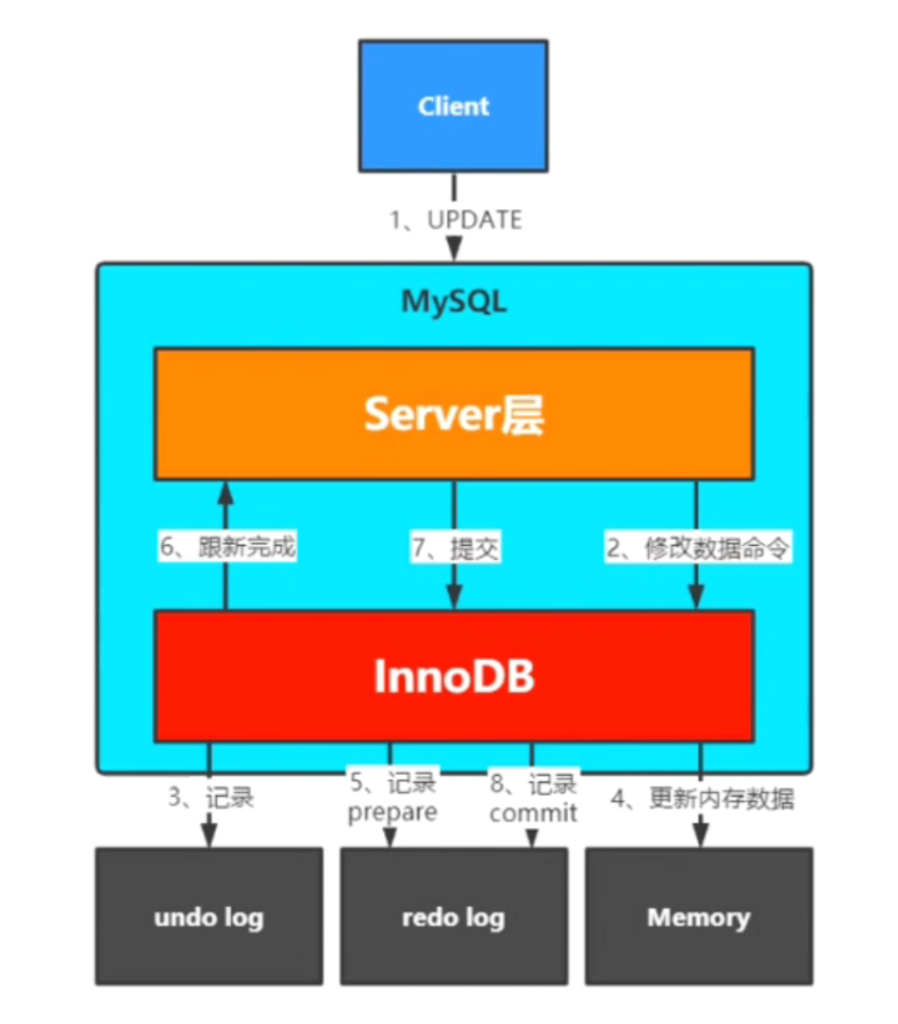 Client
1、UPDATE
MySQL
Server层
6、跟新完成
7、提交
2、修改数据命令
InnoDB
3、记录
5、记录
prepare
8、记录
commit
4、更新内存数据
undo log
redo log
Memory